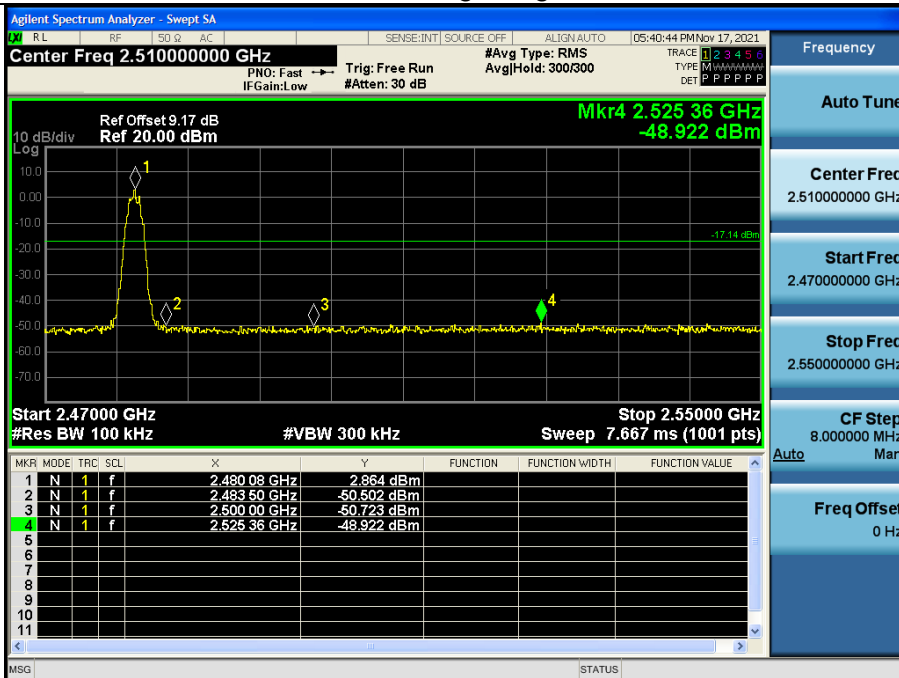 Agilent Spectrum Analyzer - Swept SA
LXI RL RF 50 Ω AC SENSE:INT SOURCE OFF ALIGN AUTO 05:40:44 PM Nov 17, 2021
Center Freq 2.510000000 GHz
PNO: Fast
IFGain:Low
Trig: Free Run
#Atten: 30 dB
#Avg Type: RMS
Avg|Hold: 300/300
TRACE 1 2 3 4 5 6
TYPE M W W W W W
DET P P P P P P
Mkr4 2.525 36 GHz
-48.922 dBm
Ref Offset 9.17 dB
10 dB/div Ref 20.00 dBm
Log
10.0
0.00
-10.0
-20.0
-30.0
-40.0
-50.0
-60.0
-70.0
1
2
3
4
-17.14 dBm
Start 2.47000 GHz Stop 2.55000 GHz
#Res BW 100 kHz #VBW 300 kHz Sweep 7.667 ms (1001 pts)
MKR MODE TRC SCL X Y FUNCTION FUNCTION WIDTH FUNCTION VALUE
1 N 1 f 2.480 08 GHz 2.864 dBm
2 N 1 f 2.483 50 GHz -50.502 dBm
3 N 1 f 2.500 00 GHz -50.723 dBm
4 N 1 f 2.525 36 GHz -48.922 dBm
5
6
7
8
9
10
11
MSG STATUS
Frequency
Auto Tune
Center Freq
2.510000000 GHz
Start Freq
2.470000000 GHz
Stop Freq
2.550000000 GHz
CF Step
8.000000 MHz
Auto Man
Freq Offset
0 Hz